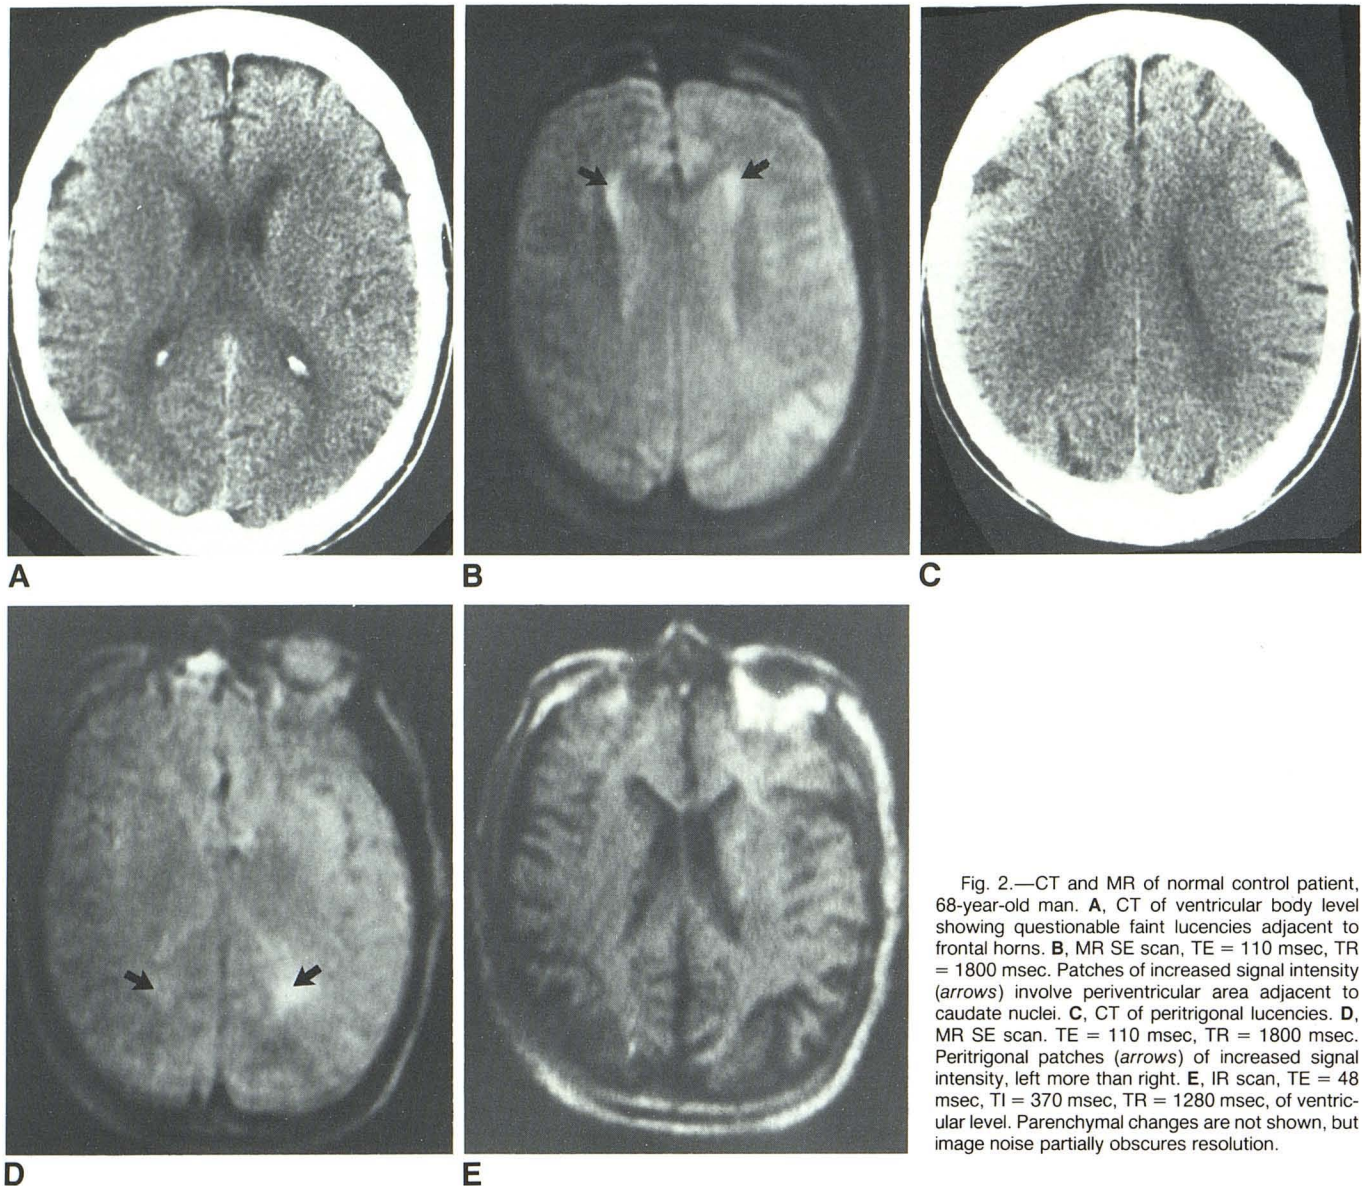 A
B
C
D
E
Fig. 2.—CT and MR of normal control patient,
68-year-old man. A, CT of ventricular body level
showing questionable faint lucencies adjacent to
frontal horns. B, MR SE scan, TE = 110 msec, TR
= 1800 msec. Patches of increased signal intensity
(arrows) involve periventricular area adjacent to
caudate nuclei. C, CT of peritrigonal lucencies. D,
MR SE scan. TE = 110 msec, TR = 1800 msec.
Peritrigonal patches (arrows) of increased signal
intensity, left more than right. E, IR scan, TE = 48
msec, TI = 370 msec, TR = 1280 msec, of ventric-
ular level. Parenchymal changes are not shown, but
image noise partially obscures resolution.